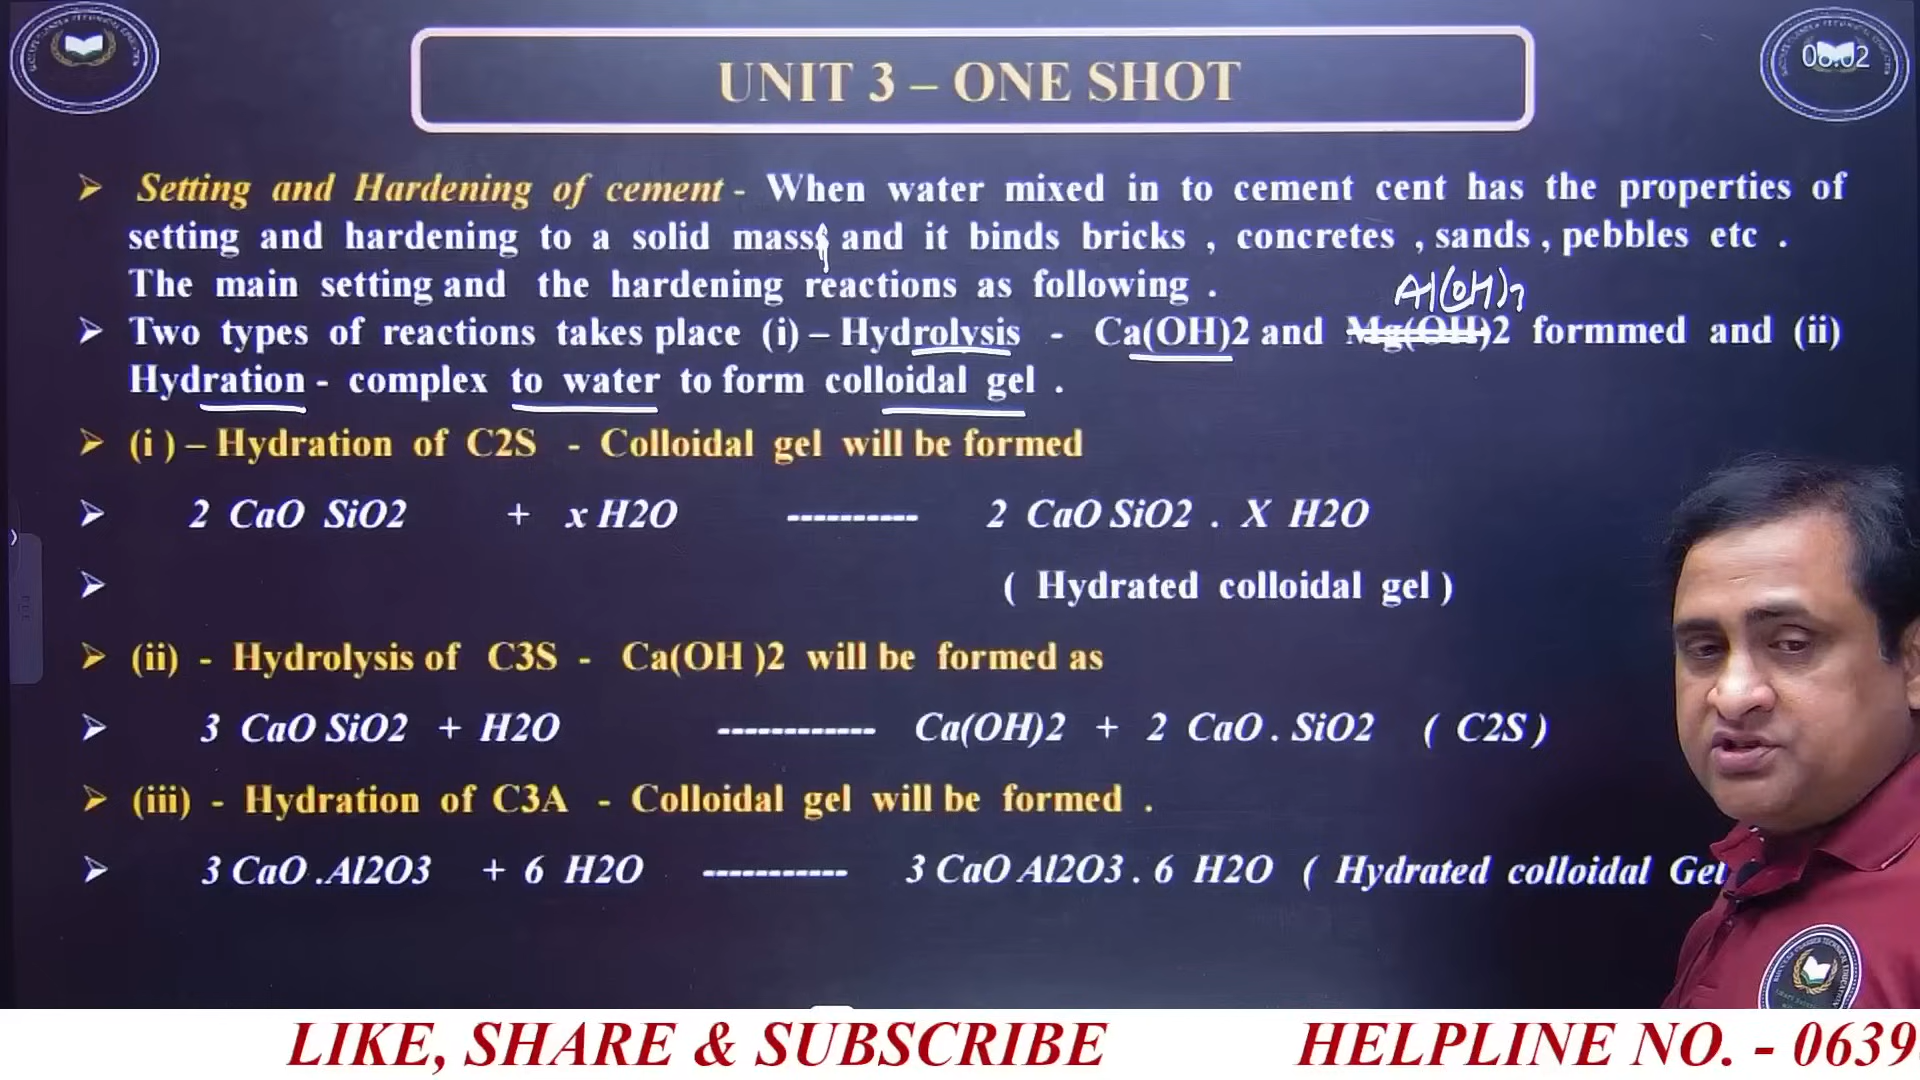 06:02
UNIT 3 – ONE SHOT
➤ Setting and Hardening of cement - When water mixed in to cement cent has the properties of
setting and hardening to a solid mass and it binds bricks , concretes , sands , pebbles etc .
The main setting and the hardening reactions as following .
Al(OH)3
➤ Two types of reactions takes place (i) – Hydrolysis - Ca(OH)2 and Mg(OH)2 formmed and (ii)
Hydration - complex to water to form colloidal gel .
➤ (i ) – Hydration of C2S - Colloidal gel will be formed
➤ 2 CaO SiO2 + x H2O ---------- 2 CaO SiO2 . X H2O
➤ ( Hydrated colloidal gel )
➤ (ii) - Hydrolysis of C3S - Ca(OH )2 will be formed as
➤ 3 CaO SiO2 + H2O ------------ Ca(OH)2 + 2 CaO . SiO2 ( C2S )
➤ (iii) - Hydration of C3A - Colloidal gel will be formed .
➤ 3 CaO .Al2O3 + 6 H2O ----------- 3 CaO Al2O3 . 6 H2O ( Hydrated colloidal Gel
LIKE, SHARE & SUBSCRIBE HELPLINE NO. - 0639